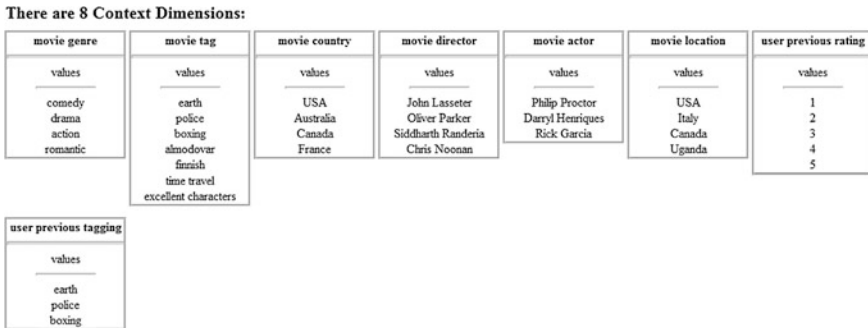 There are 8 Context Dimensions:
movie genre
values
comedy
drama
action
romantic
movie tag
values
earth
police
boxing
almodovar
finnish
time travel
excellent characters
movie country
values
USA
Australia
Canada
France
movie director
values
John Lasseter
Oliver Parker
Siddharth Randeria
Chris Noonan
movie actor
values
Philip Proctor
Darryl Henriques
Rick Garcia
movie location
values
USA
Italy
Canada
Uganda
user previous rating
values
1
2
3
4
5
user previous tagging
values
earth
police
boxing